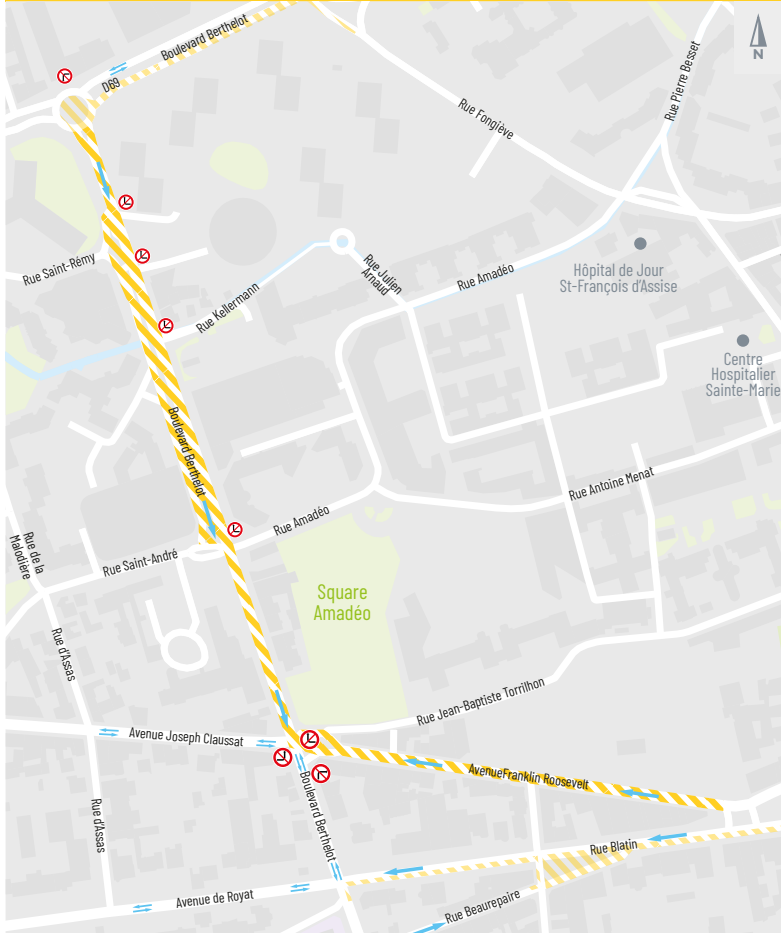 Boulevard Berthelot
D69
N
Rue Pierre Besset
Rue Fongiève
Rue Saint-Rémy
Rue Julien
Arnaud
Rue Amadéo
Hôpital de Jour
St-François d'Assise
Rue Kellermann
Centre
Hospitalier
Sainte-Marie
Boulevard Berthelot
Rue Antoine Menat
Rue Amadéo
Rue de la
Malodière
Rue Saint-André
Square
Amadéo
Rue d'Assas
Rue Jean-Baptiste Torrilhon
Avenue Joseph Claussat
AvenueFranklin Roosevelt
Boulevard Berthelot
Rue d'Assas
Rue Blatin
Avenue de Royat
Rue Beaurepaire